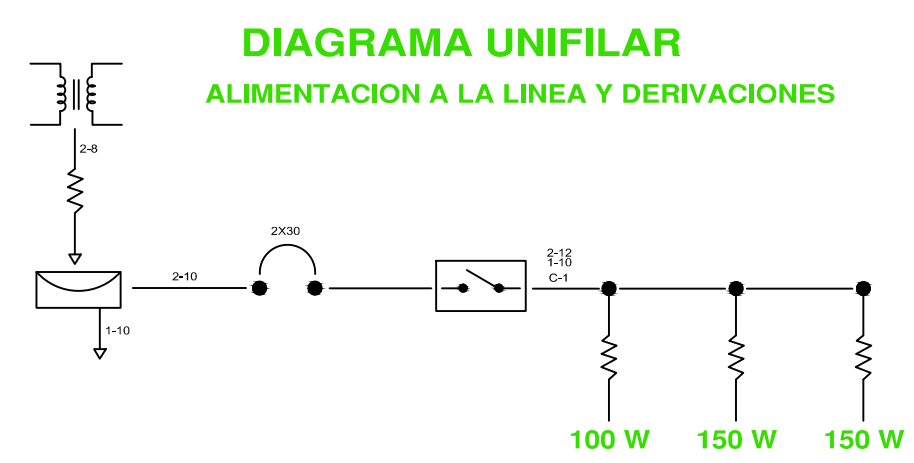 DIAGRAMA UNIFILAR
ALIMENTACION A LA LINEA Y DERIVACIONES
2-8
2X30
2-10
1-10
2-12
1-10
C-1
100 W
150 W
150 W